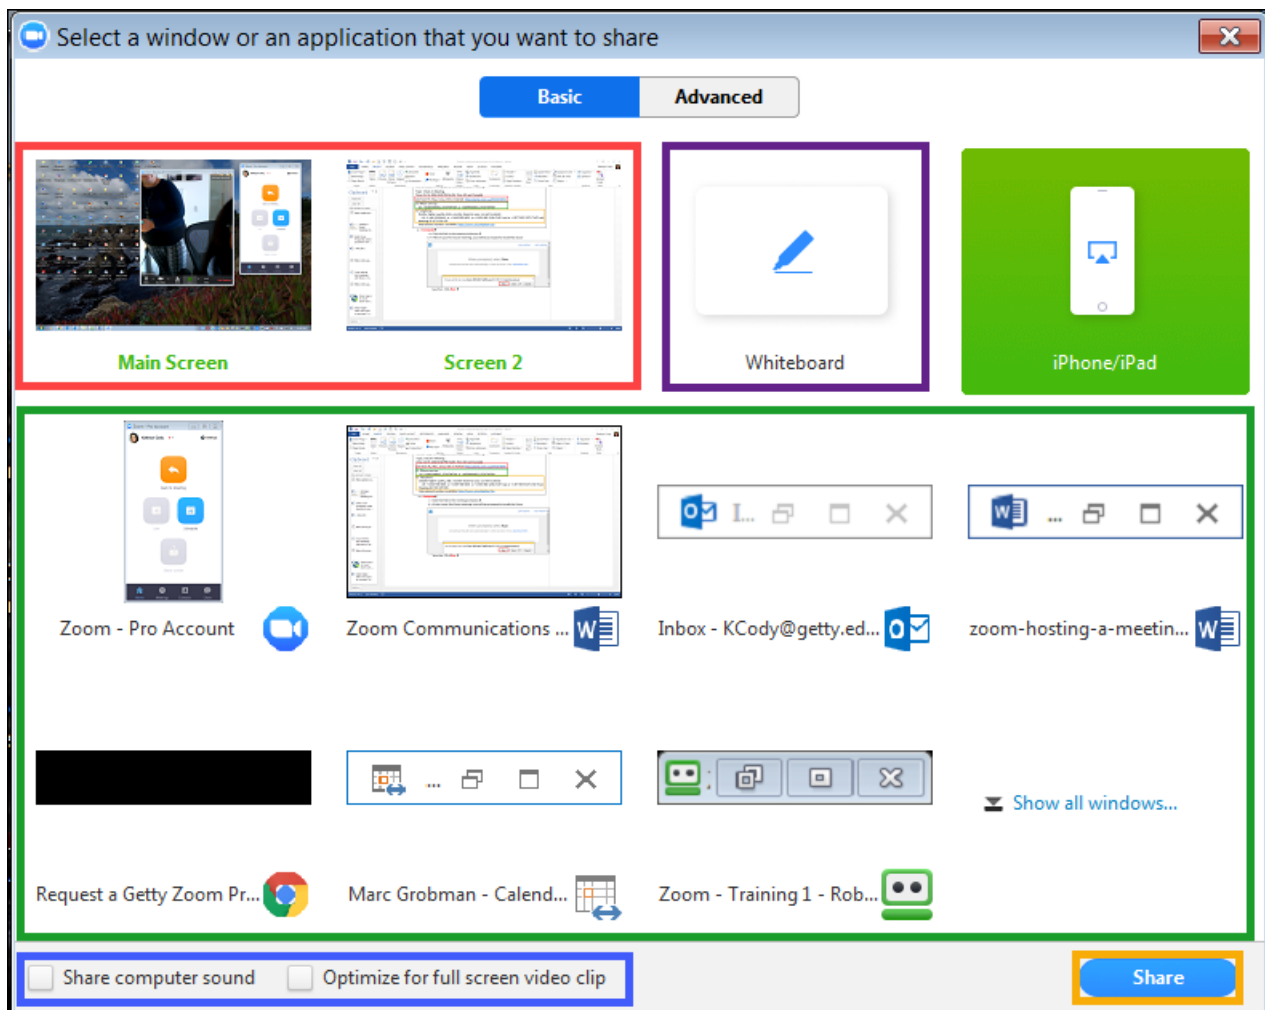 Select a window or an application that you want to share
Basic
Advanced
Main Screen
Screen 2
Whiteboard
iPhone/iPad
I...
...
Zoom - Pro Account
Zoom Communications ...
Inbox - KCody@getty.ed...
zoom-hosting-a-meetin...
...
Show all windows...
Request a Getty Zoom Pr...
Marc Grobman - Calend...
Zoom - Training 1 - Rob...
Share computer sound
Optimize for full screen video clip
Share